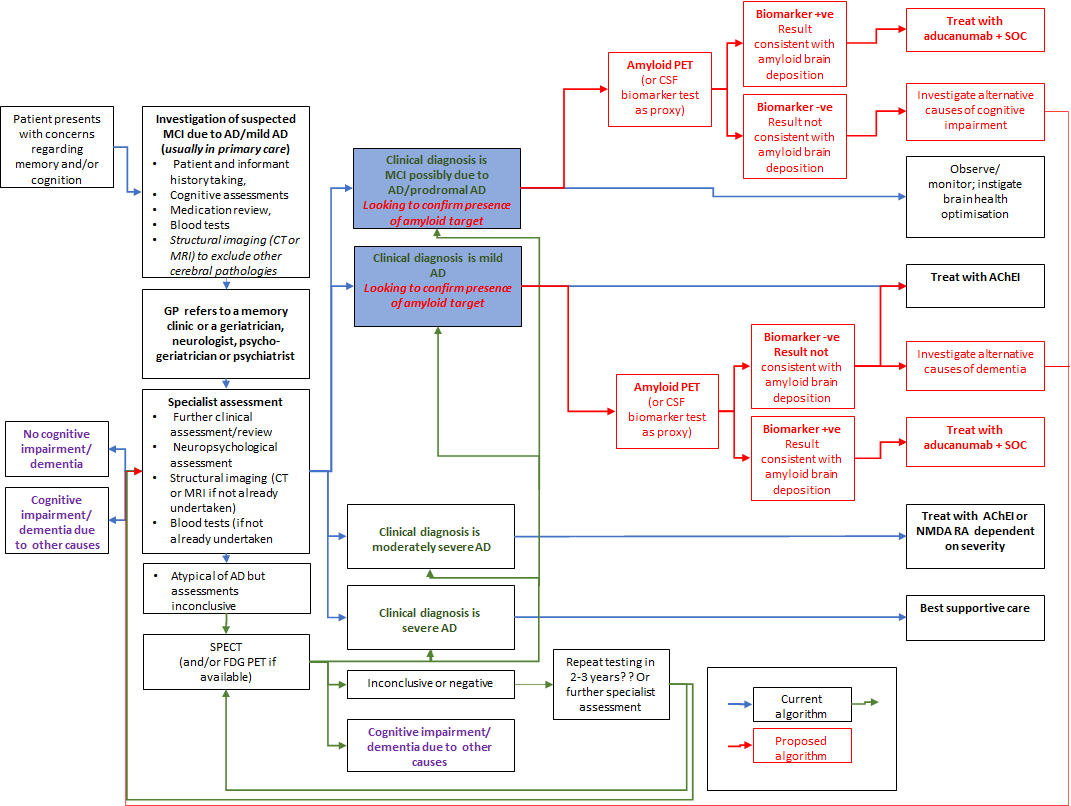 Patient presents
with concerns
regarding
memory and/or
cognition
Investigation of suspected
MCI due to AD/mild AD
(usually in primary care)
• Patient and informant
history taking,
• Cognitive assessments
• Medication review,
• Blood tests
• Structural imaging (CT or
MRI) to exclude other
cerebral pathologies
GP refers to a memory
clinic or a geriatrician,
neurologist, psycho-
geriatrician or psychiatrist
Specialist assessment
• Further clinical
assessment/review
• Neuropsychological
assessment
• Structural imaging (CT
or MRI if not already
undertaken)
• Blood tests (if not
already undertaken
No cognitive
impairment/
dementia
Cognitive
impairment/
dementia due
to other causes
• Atypical of AD but
assessments
inconclusive
SPECT
(and/or FDG PET if
available)
Clinical diagnosis is
MCI possibly due to
AD/prodromal AD
Looking to confirm presence
of amyloid target
Clinical diagnosis is mild
AD
Looking to confirm presence
of amyloid target
Clinical diagnosis is
moderately severe AD
Clinical diagnosis is
severe AD
Inconclusive or negative
Cognitive impairment/
dementia due to other
causes
Repeat testing in
2-3 years? ? Or
further specialist
assessment
Amyloid PET
(or CSF
biomarker test
as proxy)
Biomarker +ve
Result
consistent with
amyloid brain
deposition
Biomarker -ve
Result not
consistent with
amyloid brain
deposition
Treat with
aducanumab + SOC
Investigate alternative
causes of cognitive
impairment
Observe/
monitor; instigate
brain health
optimisation
Treat with AChEI
Amyloid PET
(or CSF
biomarker test
as proxy)
Biomarker -ve
Result not
consistent with
amyloid brain
deposition
Biomarker +ve
Result
consistent with
amyloid brain
deposition
Investigate alternative
causes of dementia
Treat with
aducanumab + SOC
Treat with AChEI or
NMDA RA dependent
on severity
Best supportive care
Current
algorithm
Proposed
algorithm